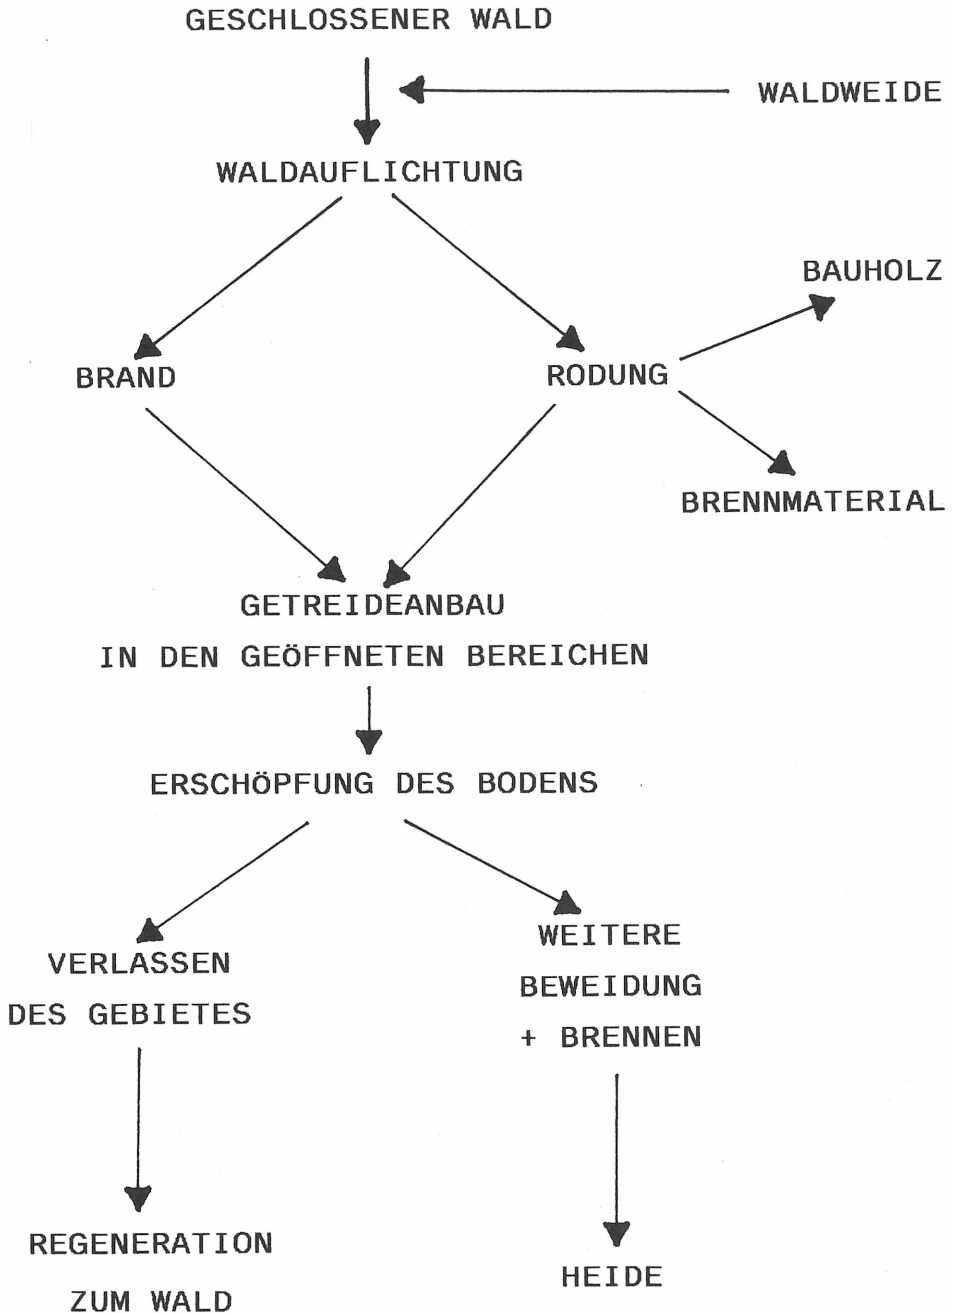 GESCHLOSSENER WALD
WALDWEIDE
WALDAUFLICHTUNG
BAUHOLZ
BRAND
RODUNG
BRENNMATERIAL
GETREIDEANBAU
IN DEN GEÖFFNETEN BEREICHEN
ERSCHÖPFUNG DES BODENS
VERLASSEN
DES GEBIETES
WEITERE
BEWEIDUNG
+ BRENNEN
REGENERATION
ZUM WALD
HEIDE